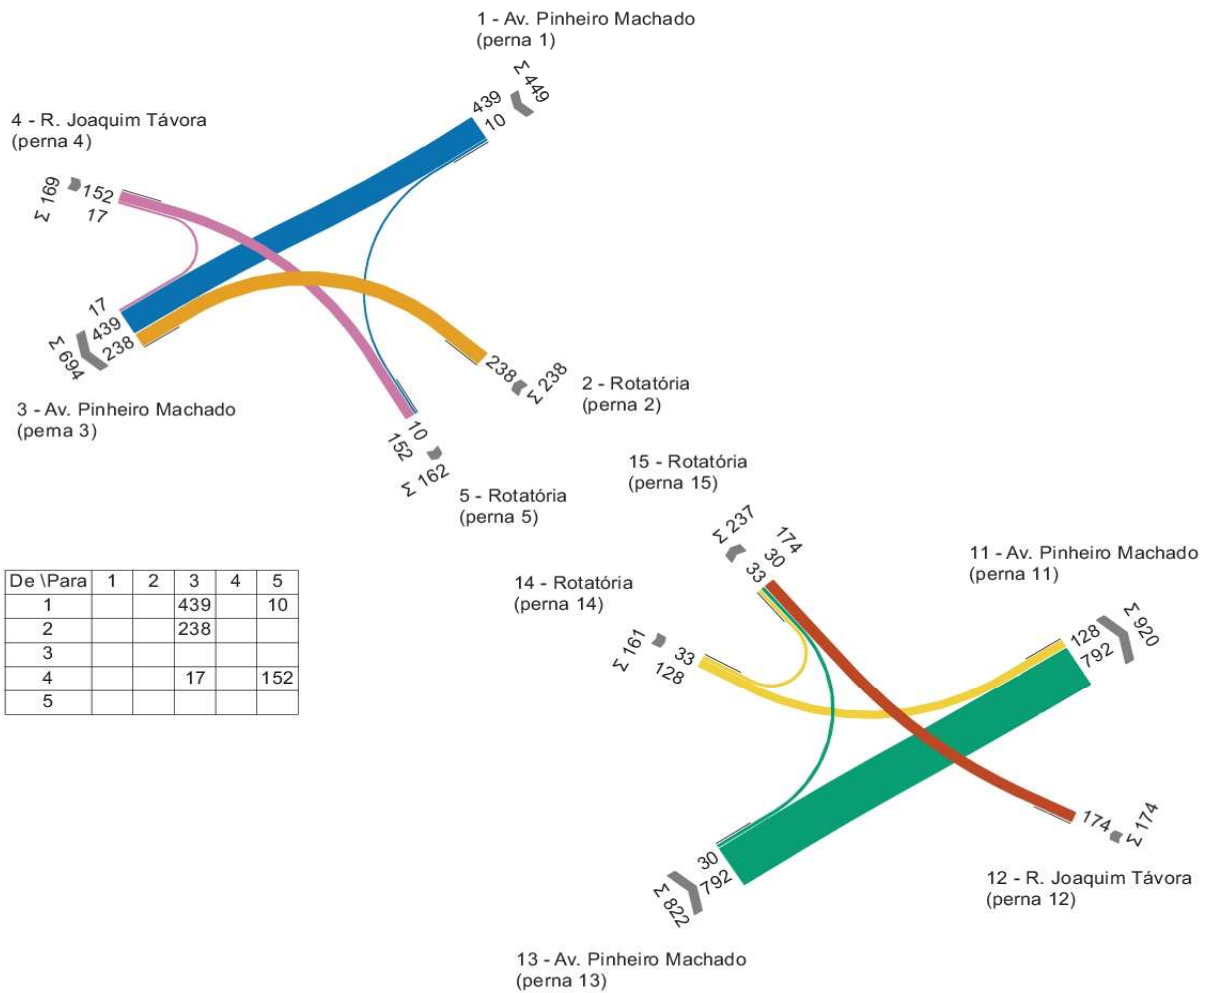 1 - Av. Pinheiro Machado
(perna 1)
Σ 449
439
10
4 - R. Joaquim Távora
(perna 4)
Σ 169
152
17
17
439
238
Σ 694
3 - Av. Pinheiro Machado
(perna 3)
238
Σ 238
2 - Rotatória
(perna 2)
10
152
Σ 162
5 - Rotatória
(perna 5)
De \Para 1 2 3 4 5
1 439 10
2 238
3
4 17 152
5
15 - Rotatória
(perna 15)
Σ 237
174
30
33
14 - Rotatória
(perna 14)
Σ 161
33
128
11 - Av. Pinheiro Machado
(perna 11)
Σ 920
128
792
174
Σ 174
12 - R. Joaquim Távora
(perna 12)
30
792
Σ 822
13 - Av. Pinheiro Machado
(perna 13)